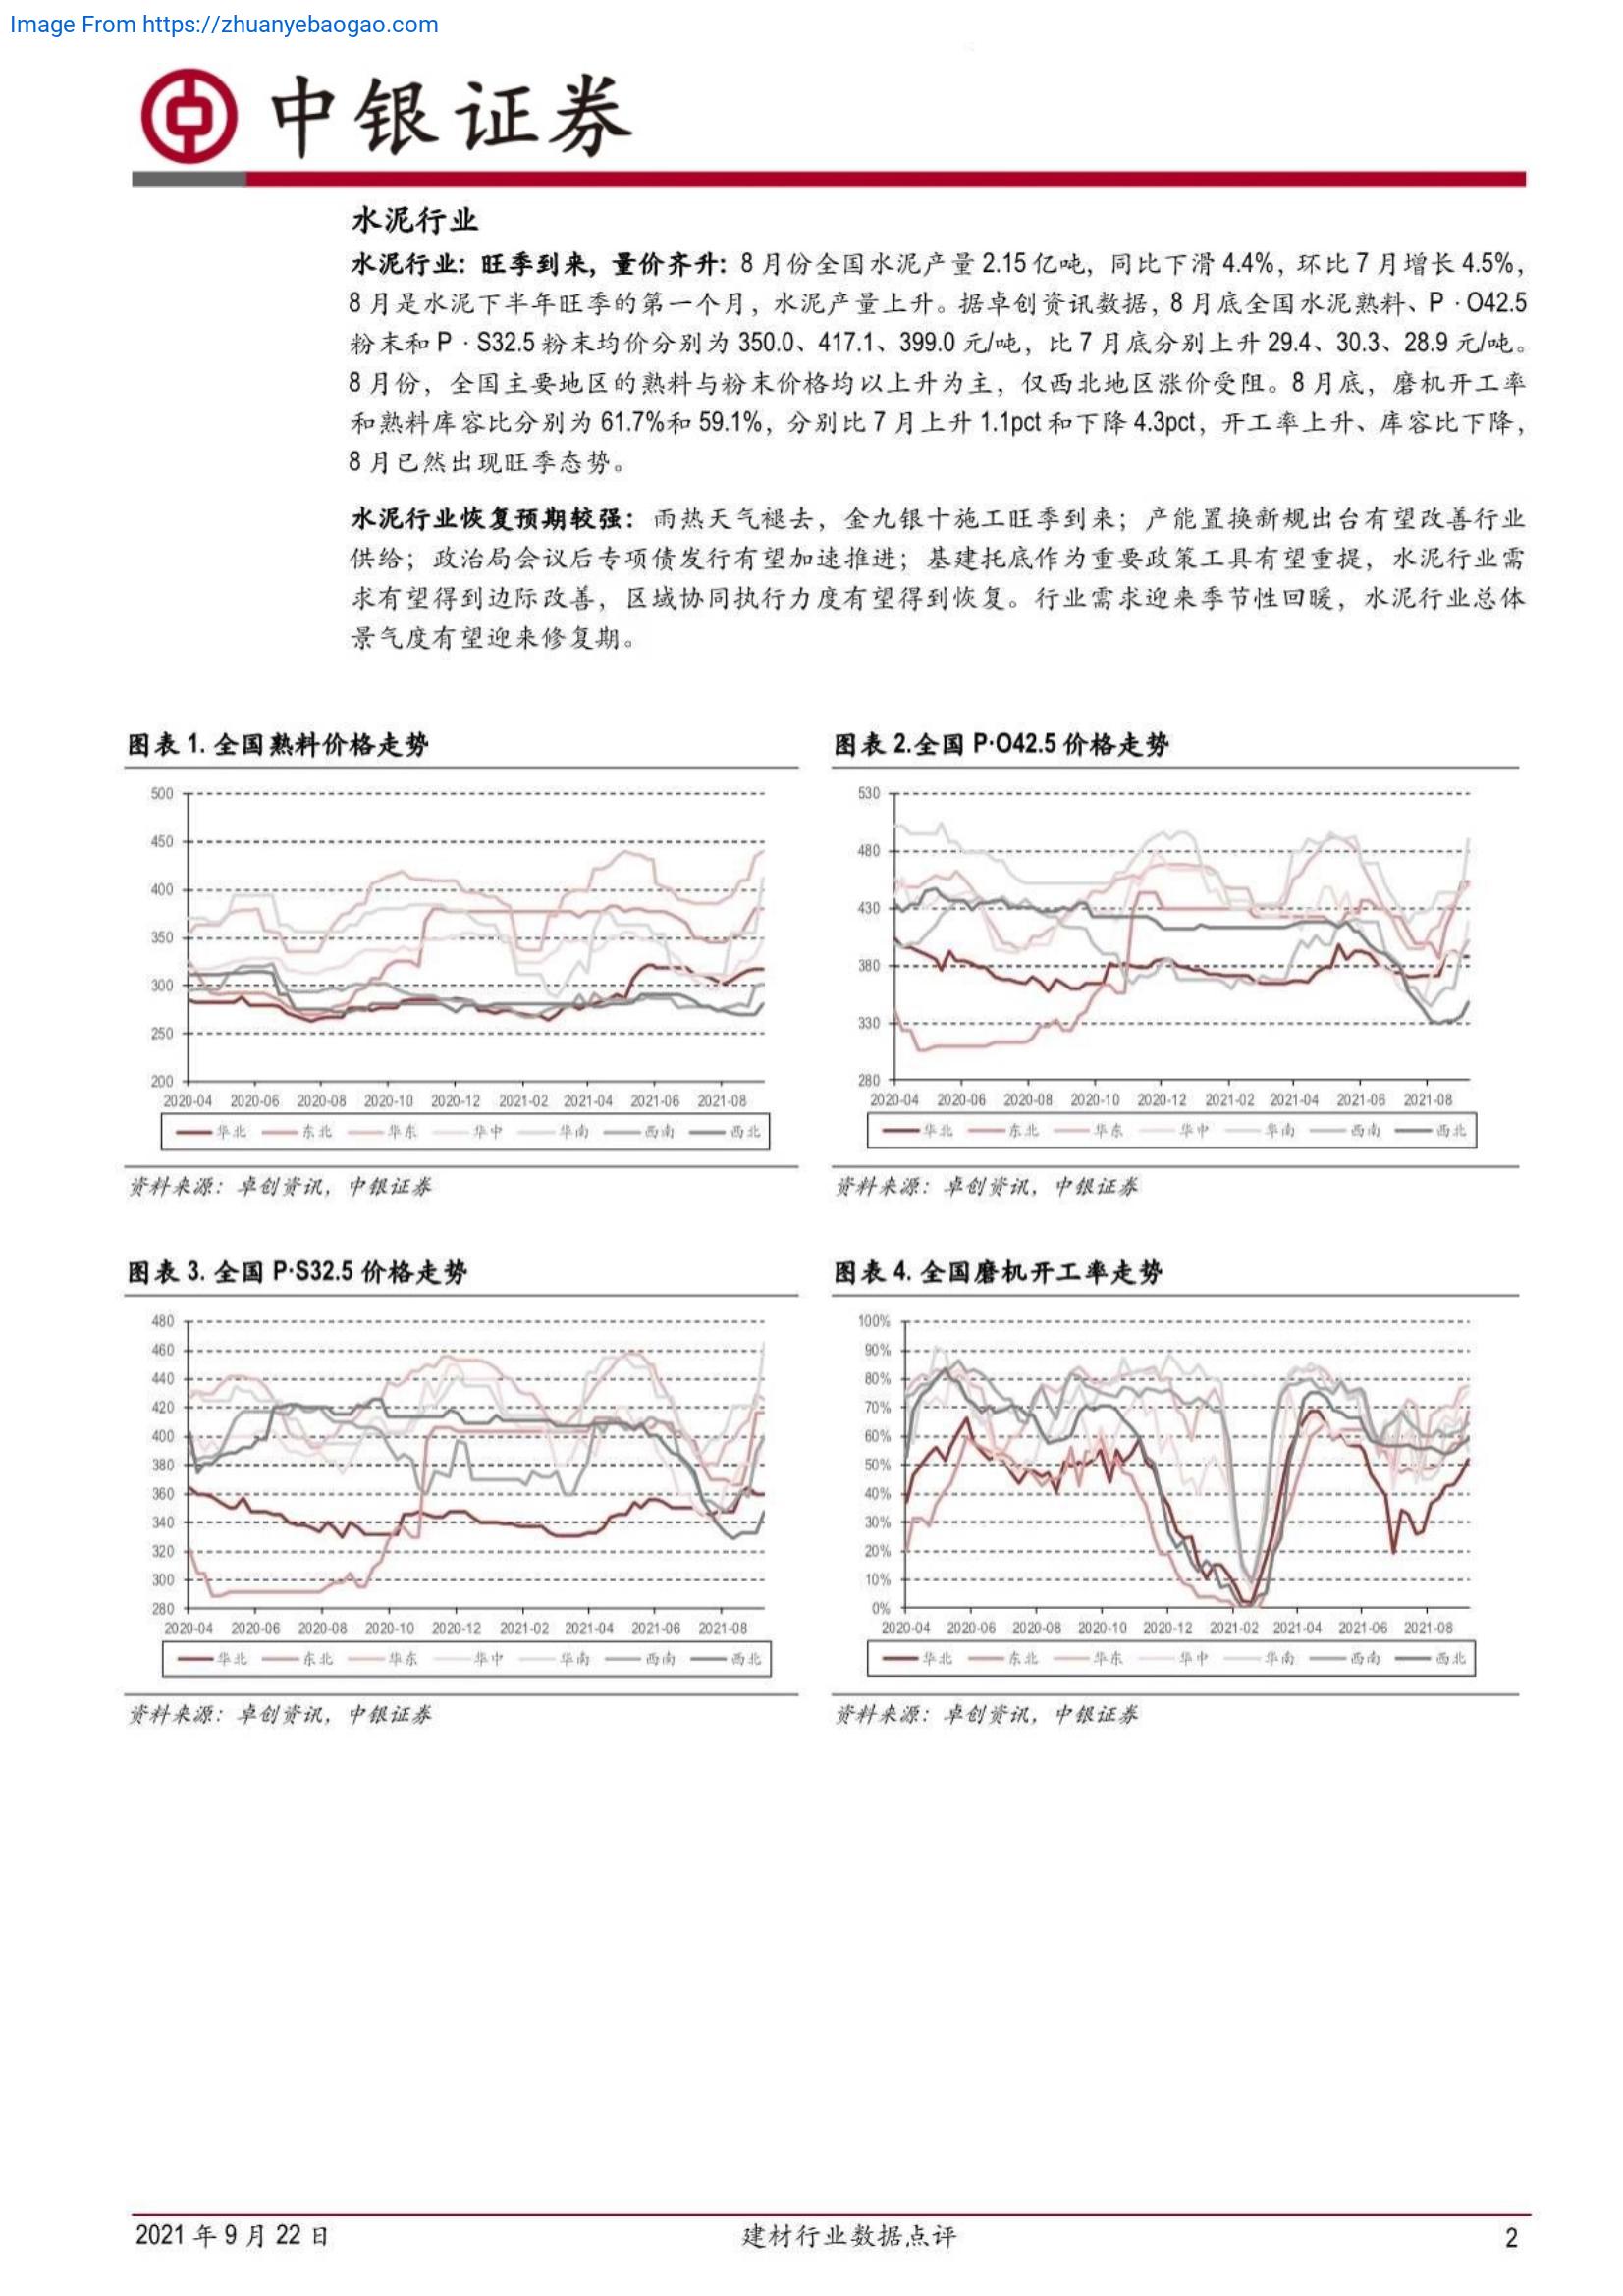 Image From https://zhuanyebaogao.com
中银证券
水泥行业
水泥行业：旺季到来，量价齐升：8 月份全国水泥产量 2.15 亿吨，同比下滑 4.4%，环比 7 月增长 4.5%，
8 月是水泥下半年旺季的第一个月，水泥产量上升。据卓创资讯数据，8 月底全国水泥熟料、P · O42.5
粉末和 P · S32.5 粉末均价分别为 350.0、417.1、399.0 元/吨，比 7 月底分别上升 29.4、30.3、28.9 元/吨。
8 月份，全国主要地区的熟料与粉末价格均以上升为主，仅西北地区涨价受阻。8 月底，磨机开工率
和熟料库容比分别为 61.7%和 59.1%，分别比 7 月上升 1.1pct 和下降 4.3pct，开工率上升、库容比下降，
8 月已然出现旺季态势。
水泥行业恢复预期较强：雨热天气褪去，金九银十施工旺季到来；产能置换新规出台有望改善行业
供给；政治局会议后专项债发行有望加速推进；基建托底作为重要政策工具有望重提，水泥行业需
求有望得到边际改善，区域协同执行力度有望得到恢复。行业需求迎来季节性回暖，水泥行业总体
景气度有望迎来修复期。
图表 1. 全国熟料价格走势
500
450
400
350
300
250
200
2020-04 2020-06 2020-08 2020-10 2020-12 2021-02 2021-04 2021-06 2021-08
华北 东北 华东 华中 华南 西南 西北
资料来源：卓创资讯，中银证券
图表 2.全国 P·O42.5 价格走势
530
480
430
380
330
280
2020-04 2020-06 2020-08 2020-10 2020-12 2021-02 2021-04 2021-06 2021-08
华北 东北 华东 华中 华南 西南 西北
资料来源：卓创资讯，中银证券
图表 3. 全国 P·S32.5 价格走势
480
460
440
420
400
380
360
340
320
300
280
2020-04 2020-06 2020-08 2020-10 2020-12 2021-02 2021-04 2021-06 2021-08
华北 东北 华东 华中 华南 西南 西北
资料来源：卓创资讯，中银证券
图表 4. 全国磨机开工率走势
100%
90%
80%
70%
60%
50%
40%
30%
20%
10%
0%
2020-04 2020-06 2020-08 2020-10 2020-12 2021-02 2021-04 2021-06 2021-08
华北 东北 华东 华中 华南 西南 西北
资料来源：卓创资讯，中银证券
2021 年 9 月 22 日 建材行业数据点评 2